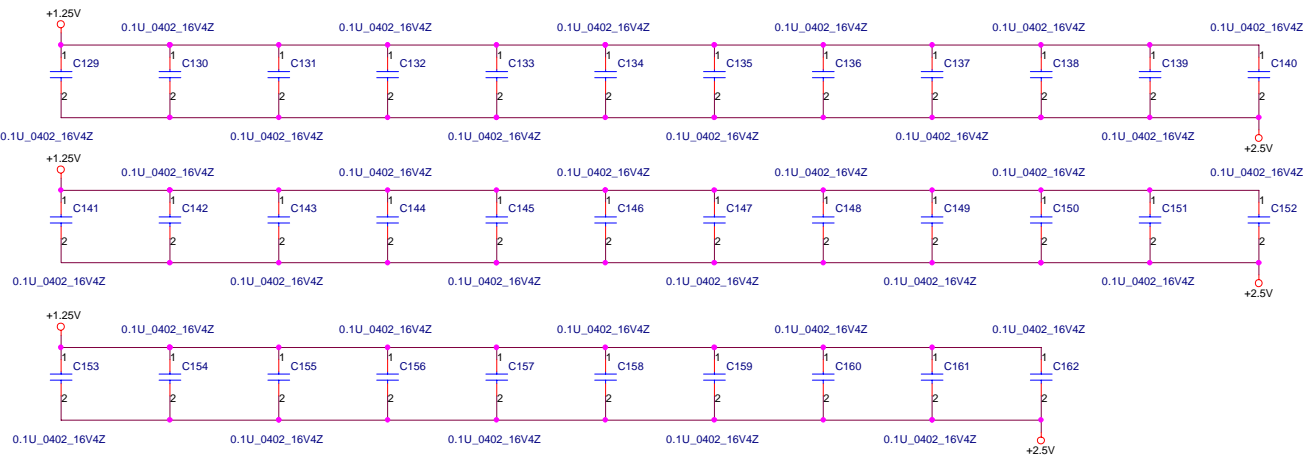 +1.25V
0.1U_0402_16V4Z 0.1U_0402_16V4Z 0.1U_0402_16V4Z 0.1U_0402_16V4Z 0.1U_0402_16V4Z 0.1U_0402_16V4Z
1 1 1 1 1 1 1 1 1 1 1 1
C129 C130 C131 C132 C133 C134 C135 C136 C137 C138 C139 C140
2 2 2 2 2 2 2 2 2 2 2 2
0.1U_0402_16V4Z 0.1U_0402_16V4Z 0.1U_0402_16V4Z 0.1U_0402_16V4Z 0.1U_0402_16V4Z 0.1U_0402_16V4Z
+2.5V
+1.25V
0.1U_0402_16V4Z 0.1U_0402_16V4Z 0.1U_0402_16V4Z 0.1U_0402_16V4Z 0.1U_0402_16V4Z 0.1U_0402_16V4Z
1 1 1 1 1 1 1 1 1 1 1 1
C141 C142 C143 C144 C145 C146 C147 C148 C149 C150 C151 C152
2 2 2 2 2 2 2 2 2 2 2 2
0.1U_0402_16V4Z 0.1U_0402_16V4Z 0.1U_0402_16V4Z 0.1U_0402_16V4Z 0.1U_0402_16V4Z 0.1U_0402_16V4Z
+2.5V
+1.25V
0.1U_0402_16V4Z 0.1U_0402_16V4Z 0.1U_0402_16V4Z 0.1U_0402_16V4Z 0.1U_0402_16V4Z
1 1 1 1 1 1 1 1 1 1
C153 C154 C155 C156 C157 C158 C159 C160 C161 C162
2 2 2 2 2 2 2 2 2 2
0.1U_0402_16V4Z 0.1U_0402_16V4Z 0.1U_0402_16V4Z 0.1U_0402_16V4Z 0.1U_0402_16V4Z
+2.5V